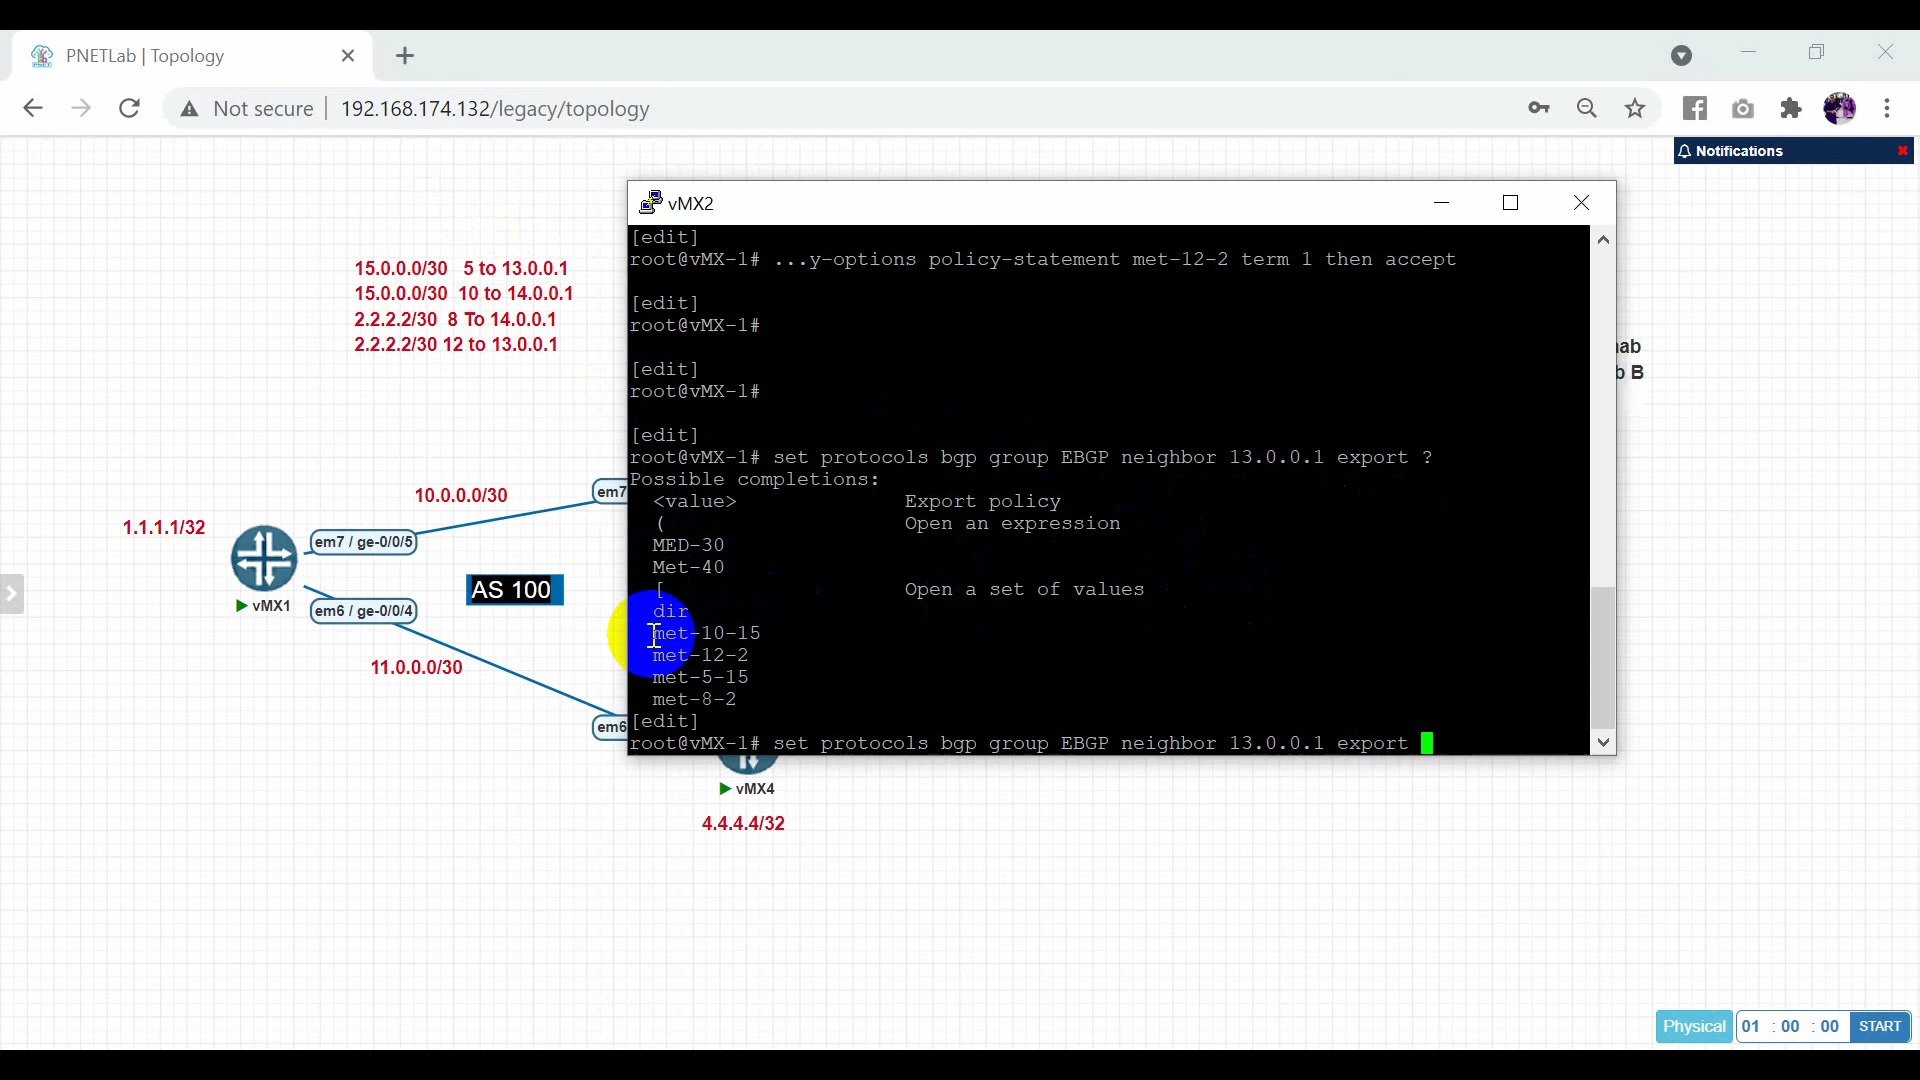 PNETLab | Topology
Not secure
192.168.174.132/legacy/topology
Notifications
vMX2
15.0.0.0/30 5 to 13.0.0.1
15.0.0.0/30 10 to 14.0.0.1
2.2.2.2/30 8 To 14.0.0.1
2.2.2.2/30 12 to 13.0.0.1
[edit]
root@vMX-1# ...y-options policy-statement met-12-2 term 1 then accept
[edit]
root@vMX-1#
[edit]
root@vMX-1#
[edit]
root@vMX-1# set protocols bgp group EBGP neighbor 13.0.0.1 export ?
Possible completions:
<value> Export policy
( Open an expression
MED-30
Met-40
[ Open a set of values
dir
met-10-15
met-12-2
met-5-15
met-8-2
[edit]
root@vMX-1# set protocols bgp group EBGP neighbor 13.0.0.1 export
10.0.0.0/30
em7
1.1.1.1/32
em7 / ge-0/0/5
AS 100
vMX1
em6 / ge-0/0/4
11.0.0.0/30
em6
vMX4
4.4.4.4/32
B
Physical
01 : 00 : 00
START